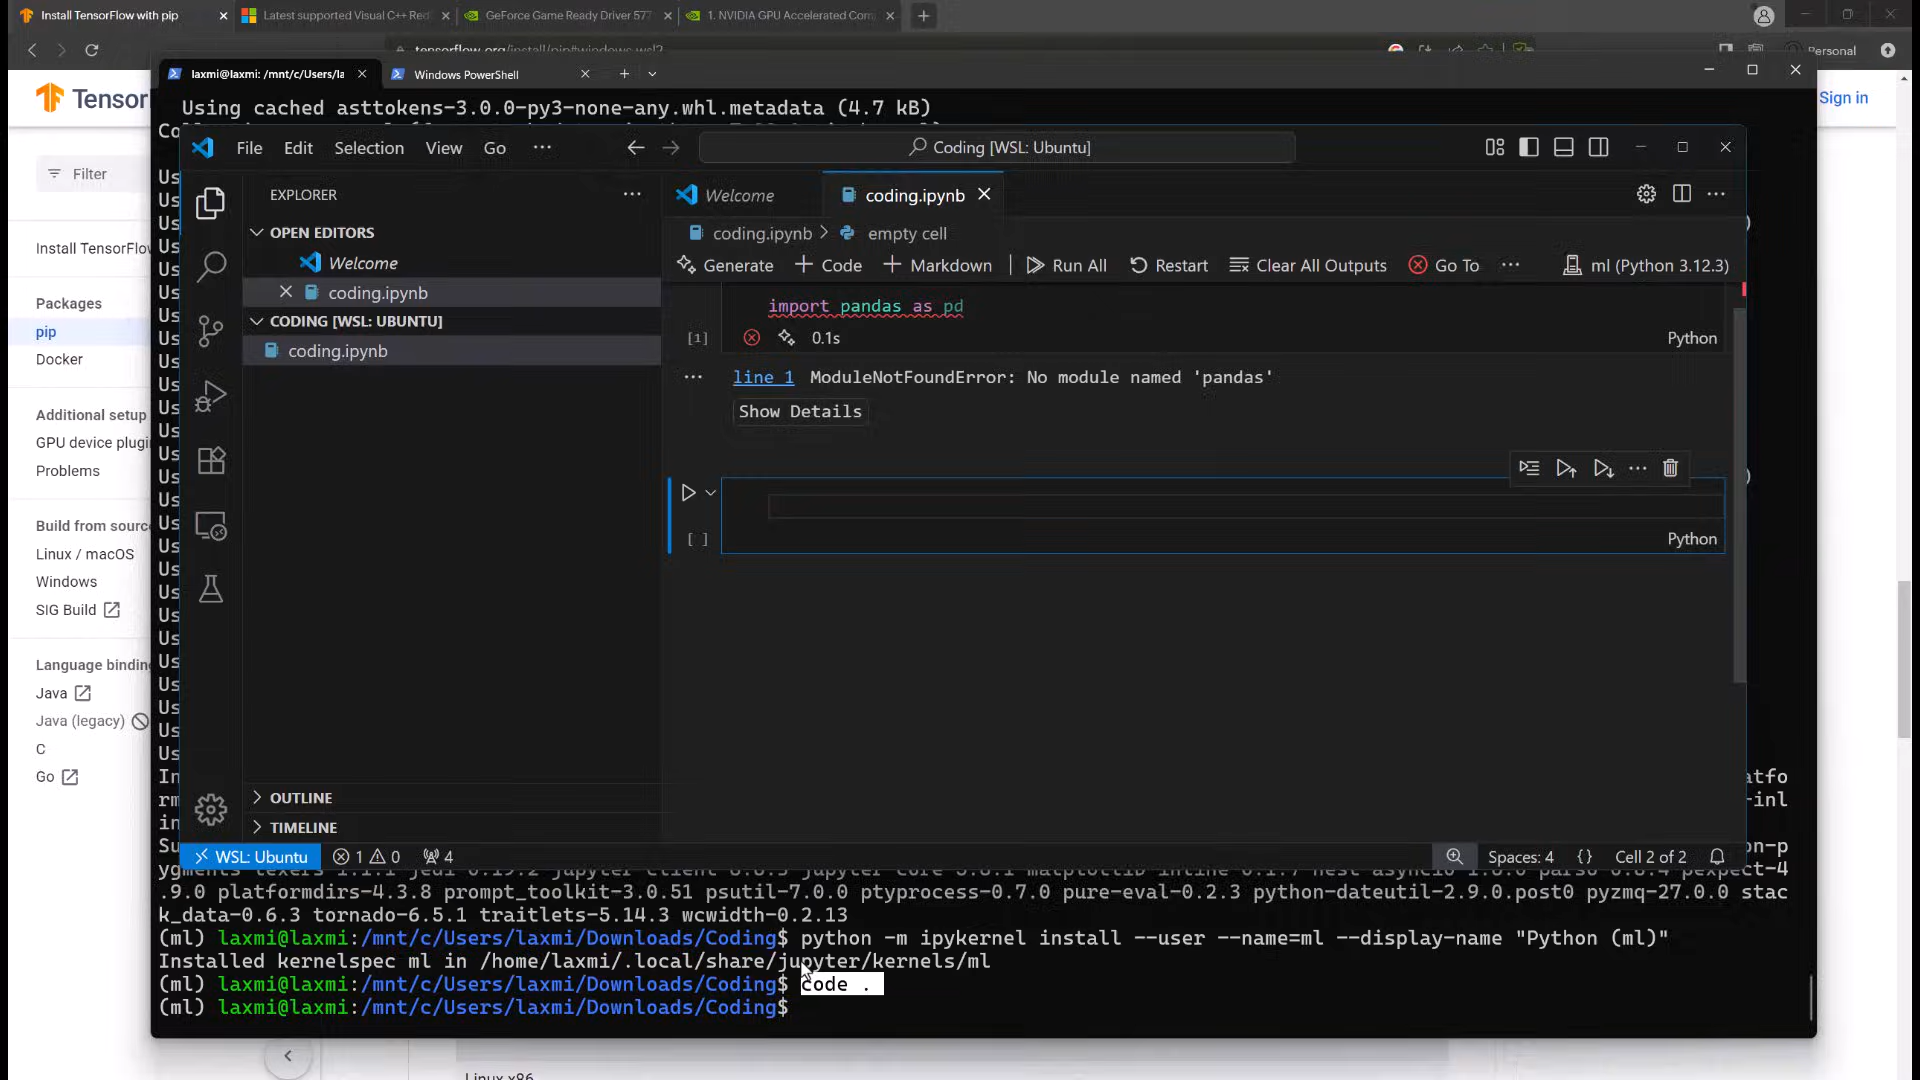 Install TensorFlow with pip
Latest supported Visual C++ Red
GeForce Game Ready Driver 577
1. NVIDIA GPU Accelerated Com
tensorflow.org/install/pip#windows-wsl2
Personal
laxmi@laxmi: /mnt/c/Users/la
Windows PowerShell
Tensor
Sign in
Using cached asttokens-3.0.0-py3-none-any.whl.metadata (4.7 kB)
File
Edit
Selection
View
Go
Coding [WSL: Ubuntu]
Filter
Install TensorFlow
Packages
pip
Docker
Additional setup
GPU device plugin
Problems
Build from source
Linux / macOS
Windows
SIG Build
Language binding
Java
Java (legacy)
C
Go
EXPLORER
OPEN EDITORS
Welcome
coding.ipynb
CODING [WSL: UBUNTU]
coding.ipynb
OUTLINE
TIMELINE
Welcome
coding.ipynb
coding.ipynb > empty cell
Generate
+ Code
+ Markdown
Run All
Restart
Clear All Outputs
Go To
ml (Python 3.12.3)
import pandas as pd
[1]
0.1s
Python
line 1 ModuleNotFoundError: No module named 'pandas'
Show Details
[ ]
Python
WSL: Ubuntu
1
0
4
Spaces: 4
{}
Cell 2 of 2
.9.0 platformdirs-4.3.8 prompt_toolkit-3.0.51 psutil-7.0.0 ptyprocess-0.7.0 pure-eval-0.2.3 python-dateutil-2.9.0.post0 pyzmq-27.0.0 stac
k_data-0.6.3 tornado-6.5.1 traitlets-5.14.3 wcwidth-0.2.13
(ml) laxmi@laxmi:/mnt/c/Users/laxmi/Downloads/Coding$ python -m ipykernel install --user --name=ml --display-name "Python (ml)"
Installed kernelspec ml in /home/laxmi/.local/share/jupyter/kernels/ml
(ml) laxmi@laxmi:/mnt/c/Users/laxmi/Downloads/Coding$ code .
(ml) laxmi@laxmi:/mnt/c/Users/laxmi/Downloads/Coding$